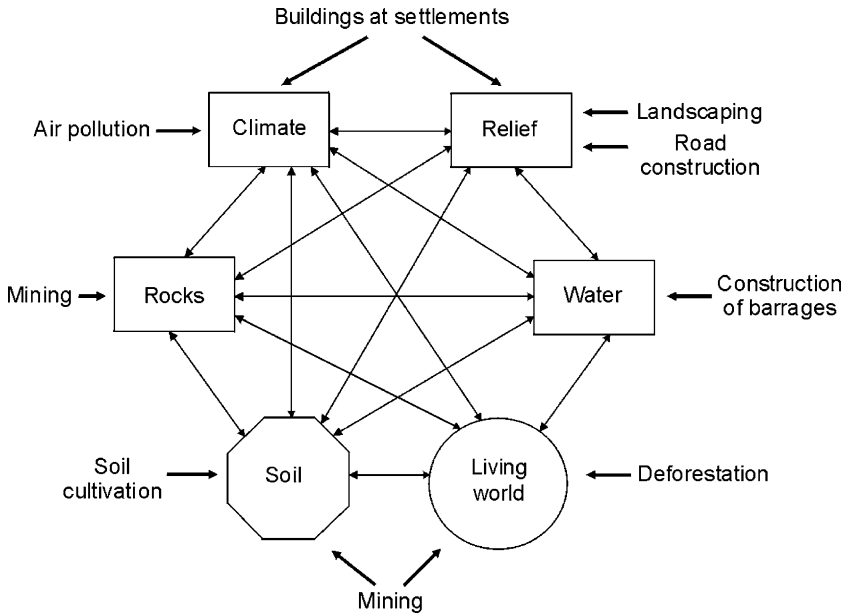 Buildings at settlements
Air pollution
Climate
Relief
Landscaping
Road
construction
Mining
Rocks
Water
Construction
of barrages
Soil
cultivation
Soil
Living
world
Deforestation
Mining